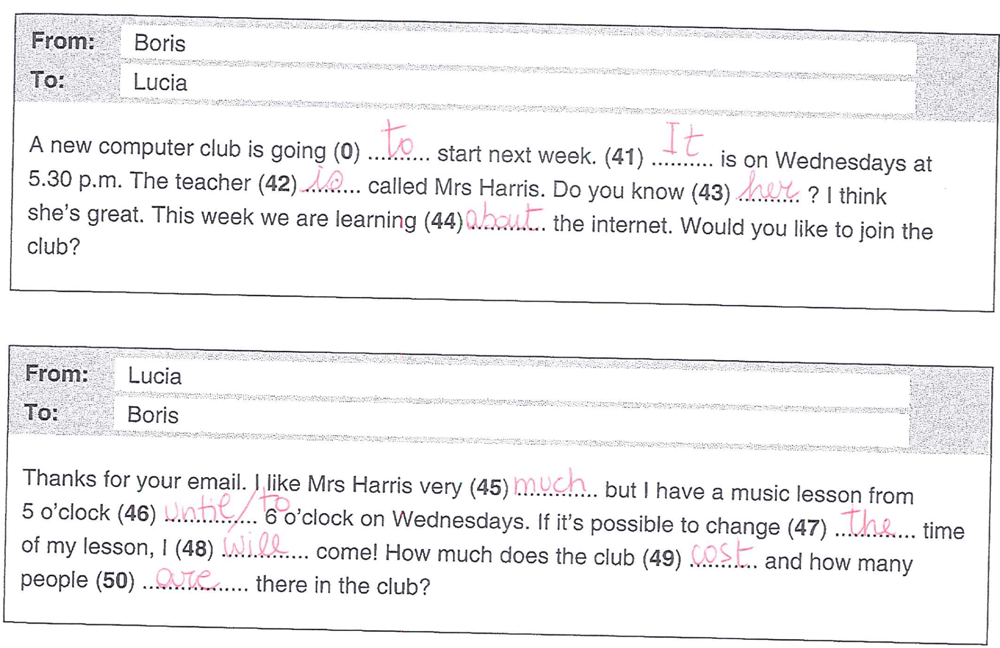 From: Boris
To: Lucia
A new computer club is going (0) ..to.. start next week. (41) ..It.. is on Wednesdays at
5.30 p.m. The teacher (42) ..is.. called Mrs Harris. Do you know (43) ..her.. ? I think
she's great. This week we are learning (44) ..about.. the internet. Would you like to join the
club?
From: Lucia
To: Boris
Thanks for your email. I like Mrs Harris very (45) ..much.. but I have a music lesson from
5 o'clock (46) ..until/to.. 6 o'clock on Wednesdays. If it's possible to change (47) ..the.. time
of my lesson, I (48) ..will.. come! How much does the club (49) ..cost.. and how many
people (50) ..are.. there in the club?